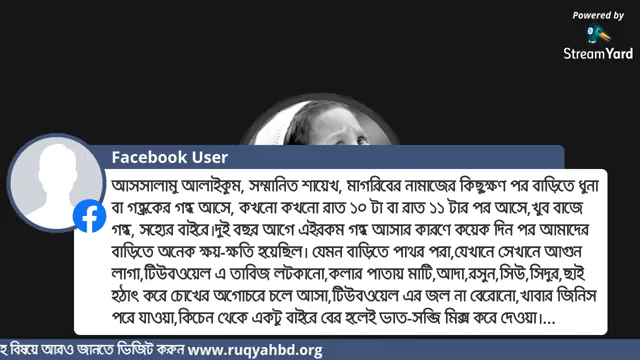 Powered by
StreamYard
Facebook User
আসসালামু আলাইকুম, সম্মানিত শায়েখ, মাগরিবের নামাজের কিছুক্ষণ পর বাড়িতে ধুনা
বা গন্ধকের গন্ধ আসে, কখনো কখনো রাত ১০ টা বা রাত ১১ টার পর আসে,খুব বাজে
গন্ধ, সহ্যের বাইরে।দুই বছর আগে এইরকম গন্ধ আসার কারণে কয়েক দিন পর আমাদের
বাড়িতে অনেক ক্ষয়-ক্ষতি হয়েছিল। যেমন বাড়িতে পাথর পরা,যেখানে সেখানে আগুন
লাগা,টিউবওয়েল এ তাবিজ লটকানো,কলার পাতায় মাটি,আদা,রসুন,সিউ,সিদুর,ছাই
হঠাৎ করে চোখের অগোচরে চলে আসা,টিউবওয়েল এর জল না বেরোনো,খাবার জিনিস
পরে যাওয়া,কিচেন থেকে একটু বাইরে বের হলেই ভাত-সব্জি মিক্স করে দেওয়া।...
হ বিষয়ে আরও জানতে ভিজিট করুন www.ruqyahbd.org